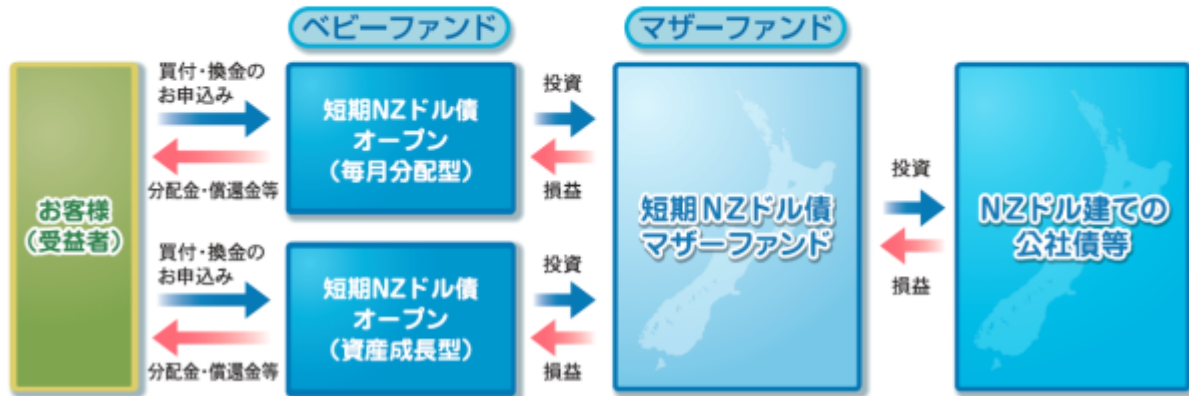 ベビーファンド
マザーファンド
お客様
（受益者）
買付・換金の
お申込み
分配金・償還金等
短期NZドル債
オープン
（毎月分配型）
投資
損益
買付・換金の
お申込み
分配金・償還金等
短期NZドル債
オープン
（資産成長型）
投資
損益
短期NZドル債
マザーファンド
投資
損益
NZドル建ての
公社債等